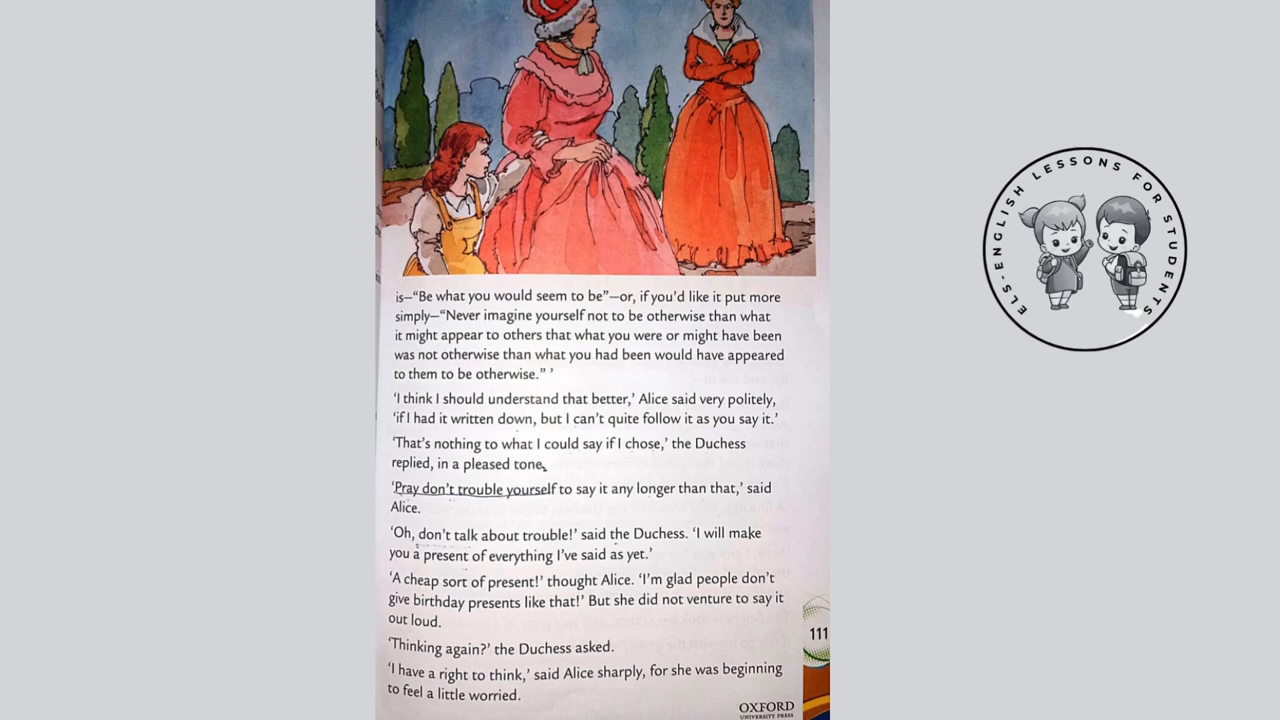 is—“Be what you would seem to be”—or, if you’d like it put more
simply—“Never imagine yourself not to be otherwise than what
it might appear to others that what you were or might have been
was not otherwise than what you had been would have appeared
to them to be otherwise.” ’
‘I think I should understand that better,’ Alice said very politely,
‘if I had it written down, but I can’t quite follow it as you say it.’
‘That’s nothing to what I could say if I chose,’ the Duchess
replied, in a pleased tone.
‘Pray don’t trouble yourself to say it any longer than that,’ said
Alice.
‘Oh, don’t talk about trouble!’ said the Duchess. ‘I will make
you a present of everything I’ve said as yet.’
‘A cheap sort of present!’ thought Alice. ‘I’m glad people don’t
give birthday presents like that!’ But she did not venture to say it
out loud.
‘Thinking again?’ the Duchess asked.
‘I have a right to think,’ said Alice sharply, for she was beginning
to feel a little worried.
111
OXFORD
UNIVERSITY PRESS
ELS-ENGLISH LESSONS FOR STUDENTS